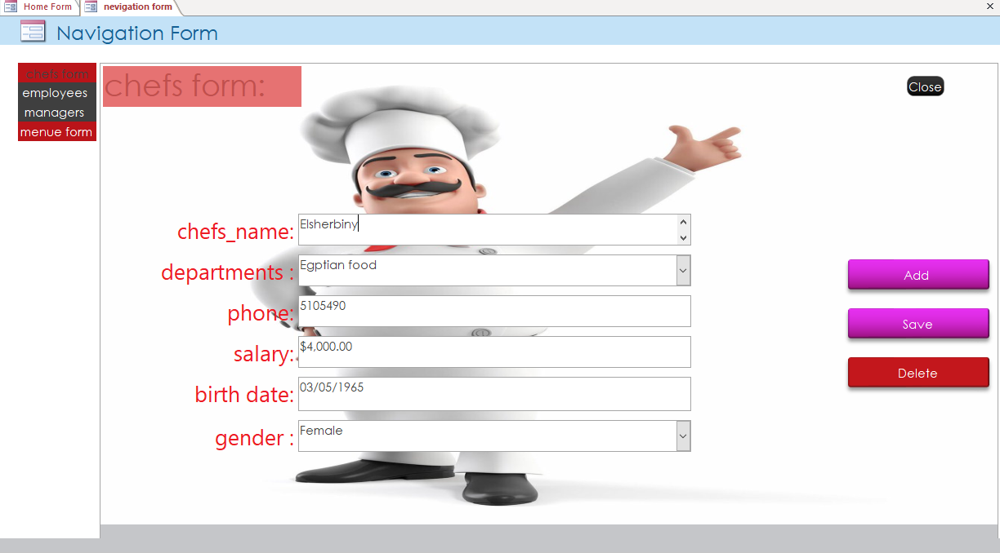 Home Form
nevigation form
Navigation Form
chefs form
employees
managers
menue form
chefs form:
Close
chefs_name:
Elsherbiny
departments :
Egptian food
phone:
5105490
salary:
$4,000.00
birth date:
03/05/1965
gender :
Female
Add
Save
Delete